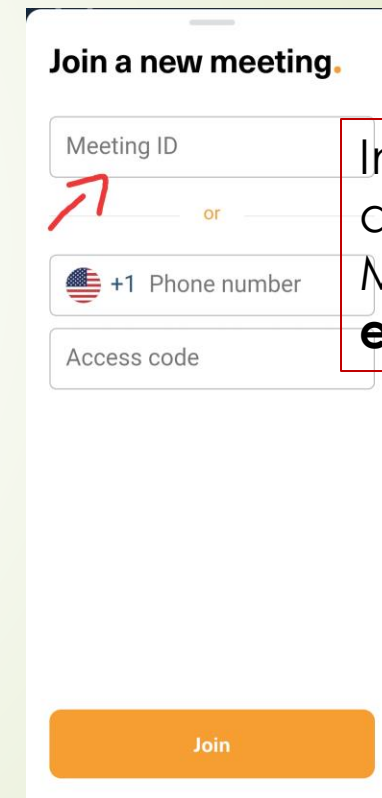 Join a new meeting.
Meeting ID
or
+1 Phone number
Access code
Join